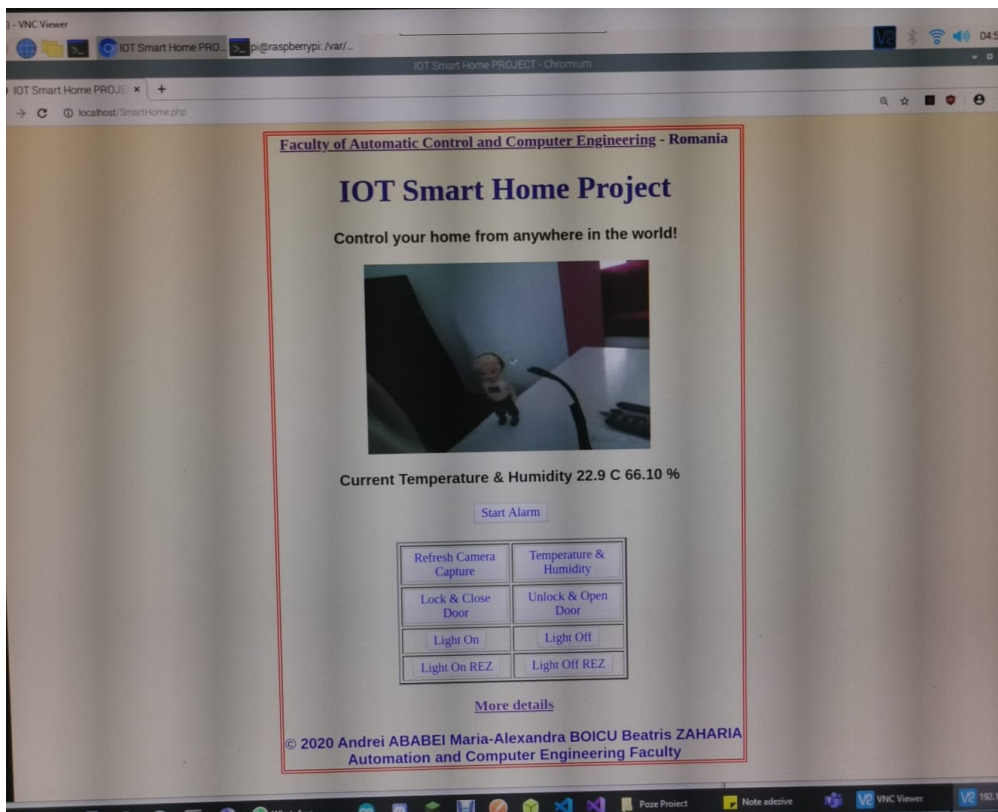 ) - VNC Viewer
IOT Smart Home PRO...
pi@raspberrypi: /var/...
04:5
IOT Smart Home PROJECT - Chromium
IOT Smart Home PROJE
localhost/SmartHome.php
Faculty of Automatic Control and Computer Engineering - Romania
IOT Smart Home Project
Control your home from anywhere in the world!
Current Temperature & Humidity 22.9 C 66.10 %
Start Alarm
Refresh Camera
Capture
Temperature &
Humidity
Lock & Close
Door
Unlock & Open
Door
Light On
Light Off
Light On REZ
Light Off REZ
More details
© 2020 Andrei ABABEI Maria-Alexandra BOICU Beatris ZAHARIA
Automation and Computer Engineering Faculty
Poze Proiect
Note adezive
VNC Viewer
192.1